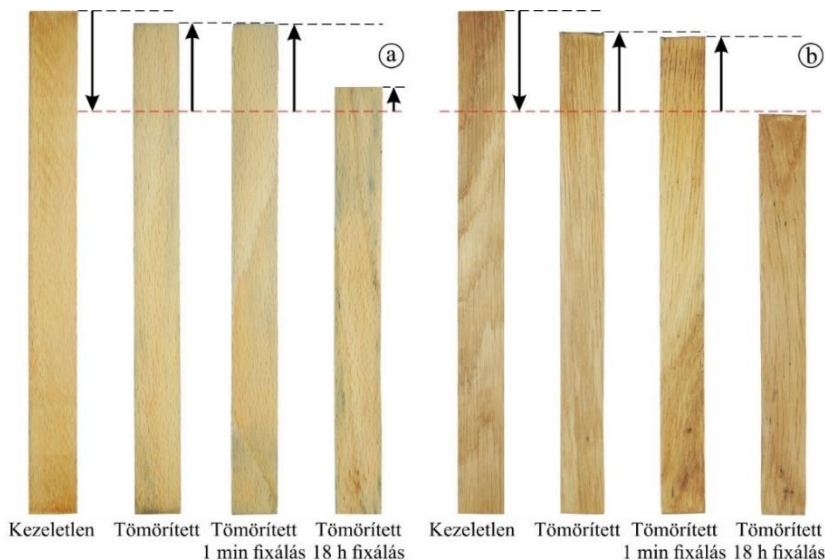 a
b
Kezeletlen
Tömörített
Tömörített
1 min fixálás
Tömörített
18 h fixálás
Kezeletlen
Tömörített
Tömörített
1 min fixálás
Tömörített
18 h fixálás